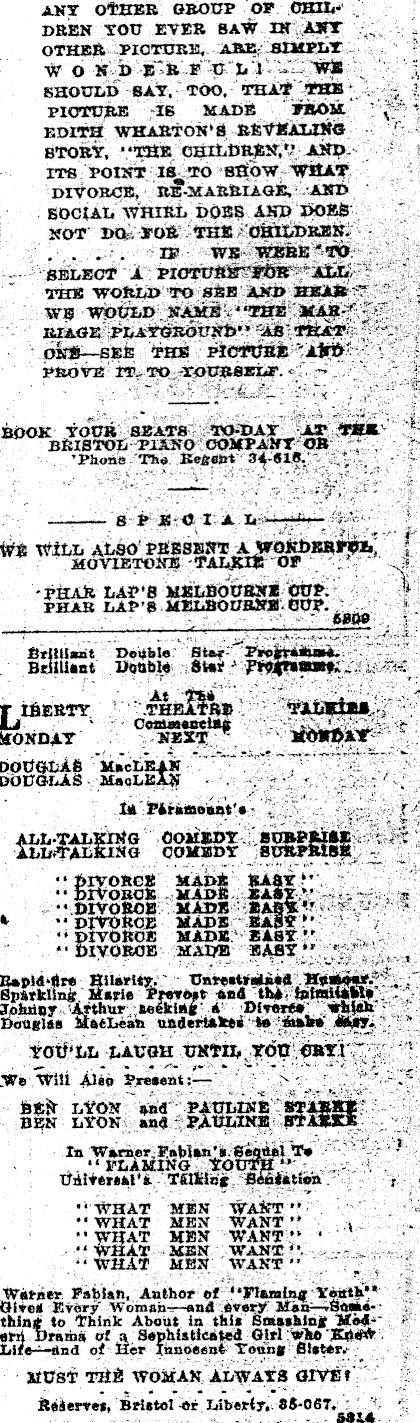 ANY OTHER GROUP OF CHIL-
DREN YOU EVER SAW IN ANY
OTHER PICTURE, ARE SIMPLY
WONDERFUL! WE
SHOULD SAY, TOO, THAT THE
PICTURE IS MADE FROM
EDITH WHARTON'S REVEALING
STORY, "THE CHILDREN," AND
ITS POINT IS TO SHOW WHAT
DIVORCE, RE-MARRIAGE, AND
SOCIAL WHIRL DOES AND DOES
NOT DO FOR THE CHILDREN.
. . . . . IF WE WERE TO
SELECT A PICTURE FOR ALL
THE WORLD TO SEE AND HEAR
WE WOULD NAME "THE MAR-
RIAGE PLAYGROUND" AS THAT
ONE—SEE THE PICTURE AND
PROVE IT TO YOURSELF.
BOOK YOUR SEATS TO-DAY AT THE
BRISTOL PIANO COMPANY OR
'Phone The Regent 34-616.
SPECIAL
WE WILL ALSO PRESENT A WONDERFUL
MOVIETONE TALKIE OF
PHAR LAP'S MELBOURNE CUP.
PHAR LAP'S MELBOURNE CUP.
5309
Brilliant Double Star Programme.
Brilliant Double Star Programme.
At The
LIBERTY THEATRE TALKIES
Commencing
MONDAY NEXT MONDAY
DOUGLAS MacLEAN
DOUGLAS MacLEAN
In Paramount's
ALL-TALKING COMEDY SURPRISE
ALL-TALKING COMEDY SURPRISE
"DIVORCE MADE EASY"
"DIVORCE MADE EASY"
"DIVORCE MADE EASY"
"DIVORCE MADE EASY"
"DIVORCE MADE EASY"
"DIVORCE MADE EASY"
Rapid-fire Hilarity. Unrestrained Humour.
Sparkling Marie Prevost and the inimitable
Johnny Arthur seeking a Divorce which
Douglas MacLean undertakes to make easy.
YOU'LL LAUGH UNTIL YOU CRY!
We Will Also Present:—
BEN LYON and PAULINE STARKE
BEN LYON and PAULINE STARKE
In Warner Fabian's Sequal To
"FLAMING YOUTH"
Universal's Talking Sensation
"WHAT MEN WANT"
"WHAT MEN WANT"
"WHAT MEN WANT"
"WHAT MEN WANT"
"WHAT MEN WANT"
Warner Fabian, Author of "Flaming Youth"
Gives Every Woman—and every Man—Some-
thing to Think About in this Smashing Mod-
ern Drama of a Sophisticated Girl who Knew
Life—and of Her Innocent Young Sister.
MUST THE WOMAN ALWAYS GIVE?
Reserves, Bristol or Liberty, 35-067.
5314